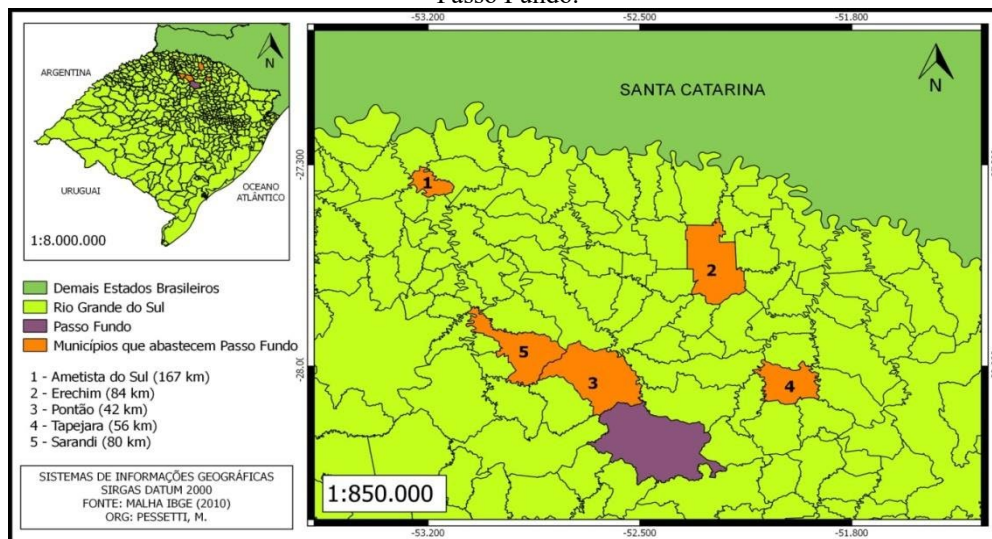 Passo Fundo.
-53.200
-52.500
-51.800
N
ARGENTINA
URUGUAI
OCEANO
ATLÂNTICO
1:8.000.000
Demais Estados Brasileiros
Rio Grande do Sul
Passo Fundo
Municípios que abastecem Passo Fundo
1 - Ametista do Sul (167 km)
2 - Erechim (84 km)
3 - Pontão (42 km)
4 - Tapejara (56 km)
5 - Sarandi (80 km)
SISTEMAS DE INFORMAÇÕES GEOGRÁFICAS
SIRGAS DATUM 2000
FONTE: MALHA IBGE (2010)
ORG: PESSETTI, M.
SANTA CATARINA
N
-27.300
-28.0
1
2
5
3
4
1:850.000
-53.200
-52.500
-51.800